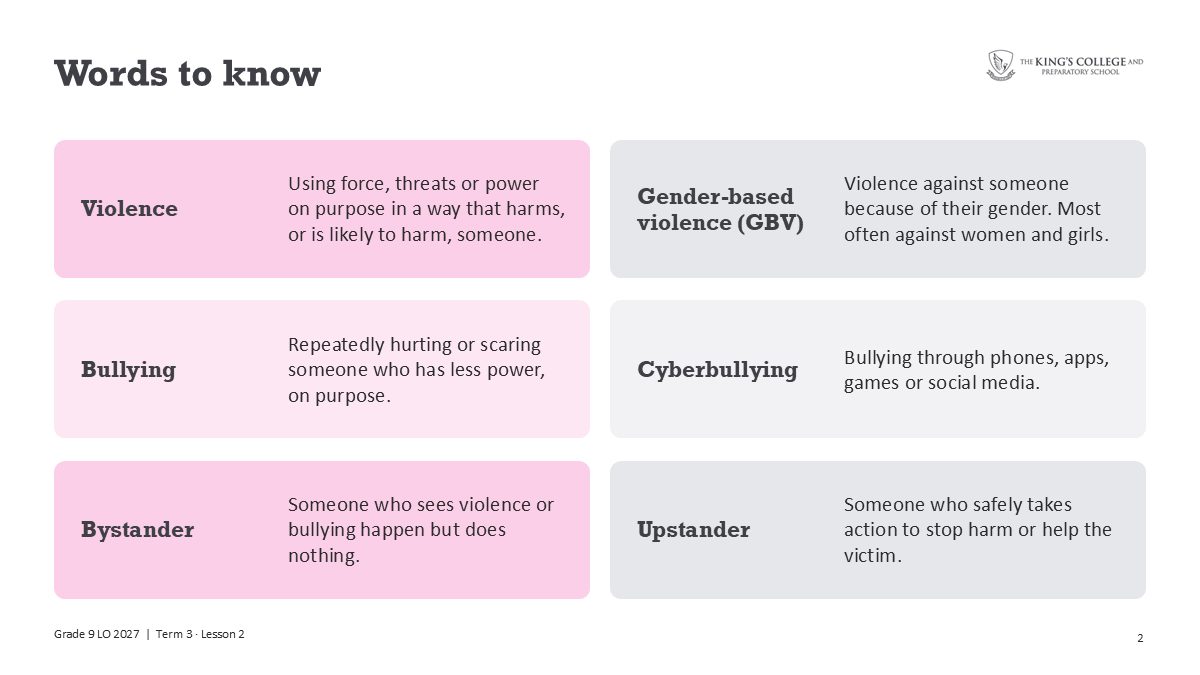 Words to know
THE KING'S COLLEGE AND
PREPARATORY SCHOOL
Violence
Using force, threats or power
on purpose in a way that harms,
or is likely to harm, someone.
Gender-based
violence (GBV)
Violence against someone
because of their gender. Most
often against women and girls.
Bullying
Repeatedly hurting or scaring
someone who has less power,
on purpose.
Cyberbullying
Bullying through phones, apps,
games or social media.
Bystander
Someone who sees violence or
bullying happen but does
nothing.
Upstander
Someone who safely takes
action to stop harm or help the
victim.
Grade 9 LO 2027 | Term 3 · Lesson 2
2